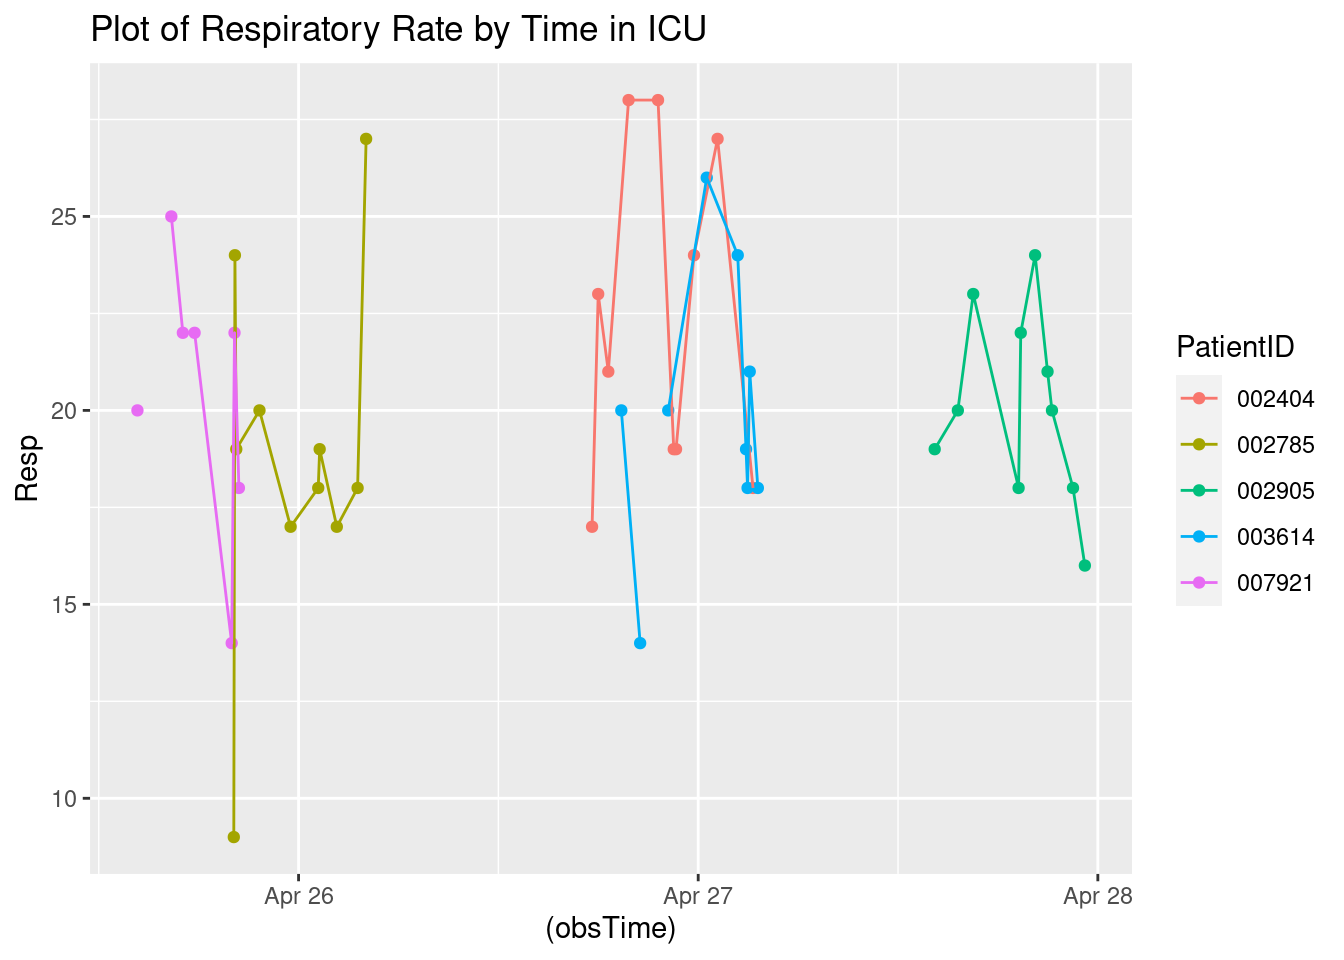 Plot of Respiratory Rate by Time in ICU
Resp
25
20
15
10
Apr 26
Apr 27
Apr 28
(obsTime)
PatientID
002404
002785
002905
003614
007921